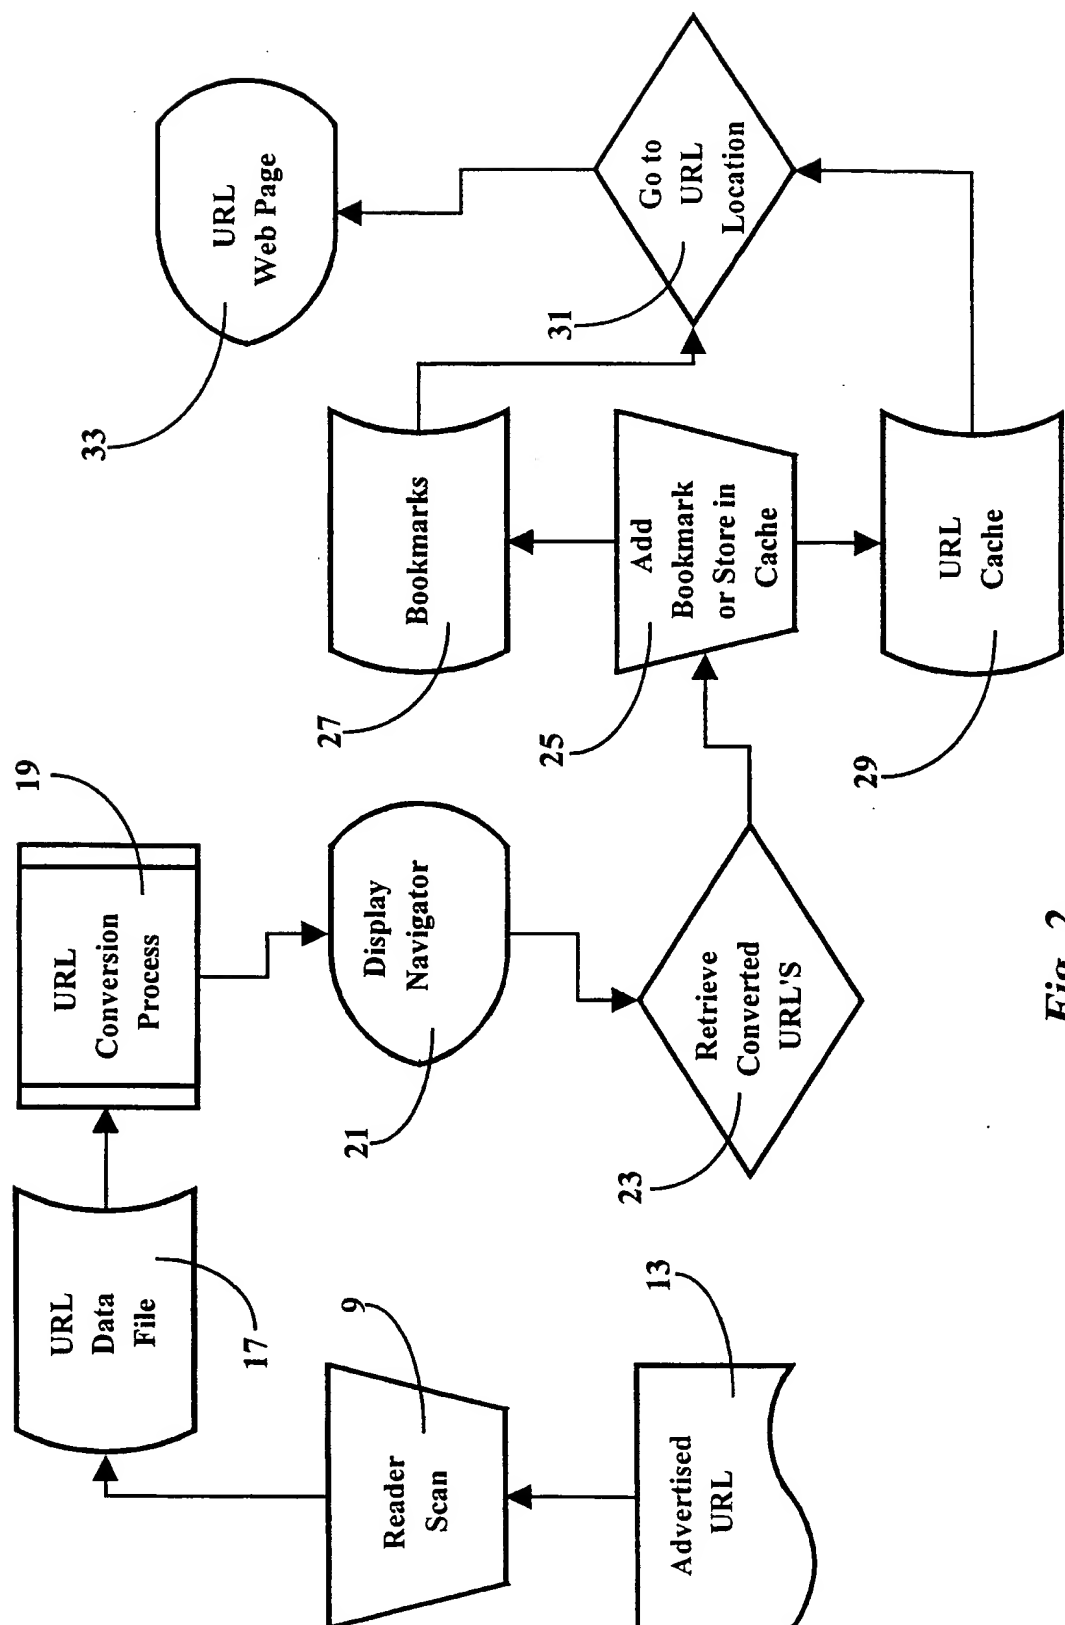 Advertised
URL
13
Reader
Scan
9
URL
Data
File
17
URL
Conversion
Process
19
Display
Navigator
21
Retrieve
Converted
URL'S
23
Add
Bookmark
or Store in
Cache
25
Bookmarks
27
URL
Cache
29
Go to
URL
Location
31
URL
Web Page
33
Fig. 2